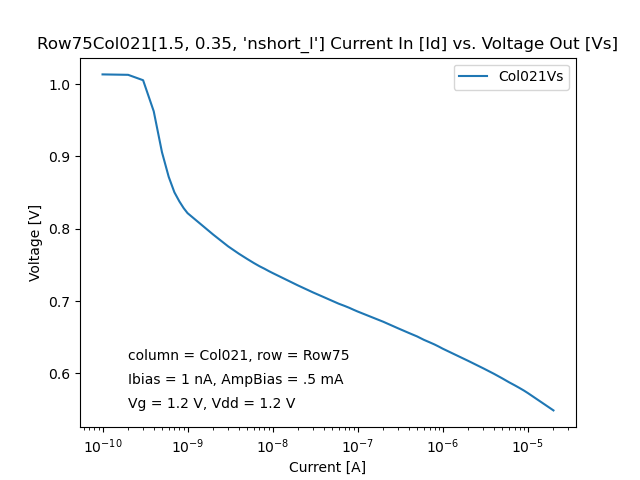 Row75Col021[1.5, 0.35, 'nshort_l'] Current In [Id] vs. Voltage Out [Vs]
Col021Vs
1.0
0.9
0.8
0.7
0.6
Voltage [V]
column = Col021, row = Row75
Ibias = 1 nA, AmpBias = .5 mA
Vg = 1.2 V, Vdd = 1.2 V
10⁻¹⁰ 10⁻⁹ 10⁻⁸ 10⁻⁷ 10⁻⁶ 10⁻⁵
Current [A]